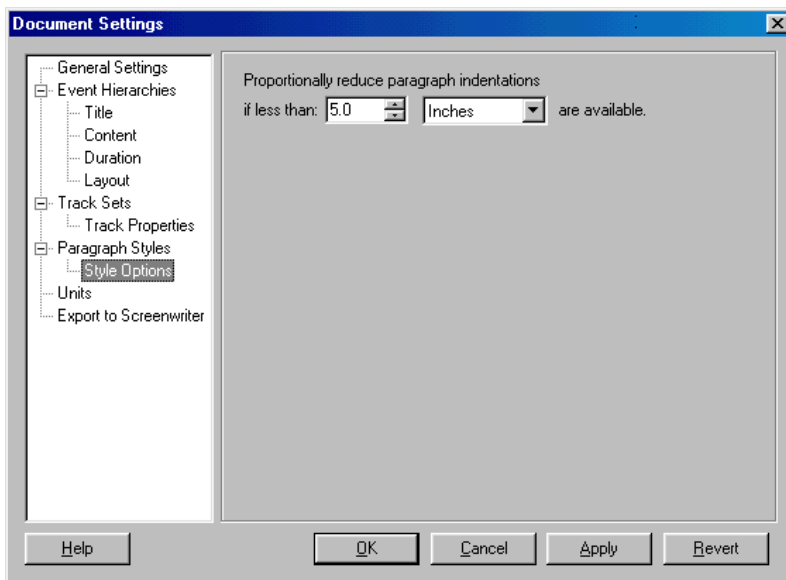 Document Settings
General Settings
Event Hierarchies
Title
Content
Duration
Layout
Track Sets
Track Properties
Paragraph Styles
Style Options
Units
Export to Screenwriter
Proportionally reduce paragraph indentations
if less than: 5.0 Inches are available.
Help OK Cancel Apply Revert